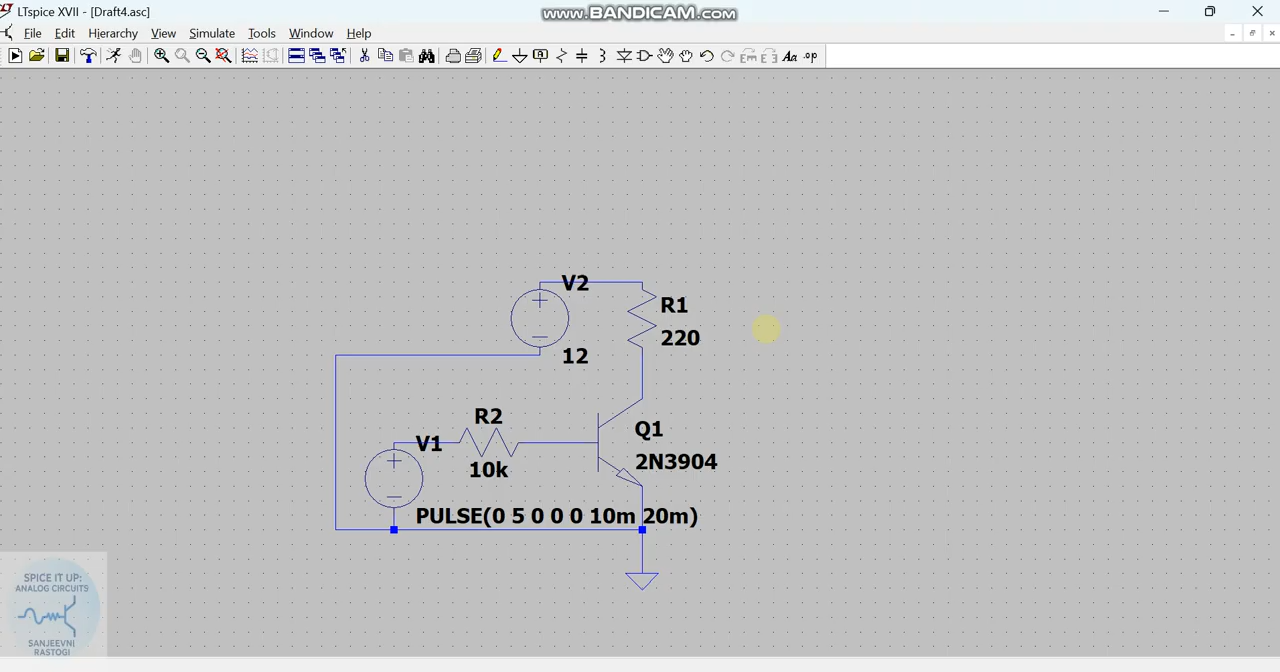 LTspice XVII - [Draft4.asc]
www.BANDICAM.com
File Edit Hierarchy View Simulate Tools Window Help
Aa .op
V2
R1
220
12
R2
V1
Q1
10k
2N3904
PULSE(0 5 0 0 0 10m 20m)
SPICE IT UP:
ANALOG CIRCUITS
SANJEEVNI
RASTOGI